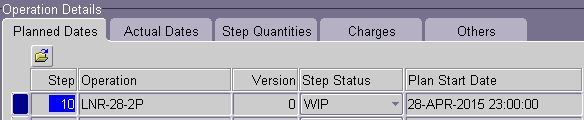 Operation Details
Planned Dates Actual Dates Step Quantities Charges Others
Step Operation Version Step Status Plan Start Date
10 LNR-28-2P 0 WIP 28-APR-2015 23:00:00